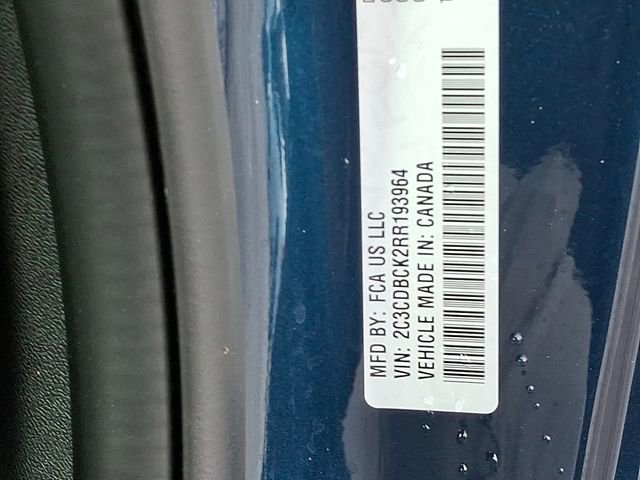 MFD BY: FCA US LLC
VIN: 2C3CDBCK2RR193964
VEHICLE MADE IN: CANADA